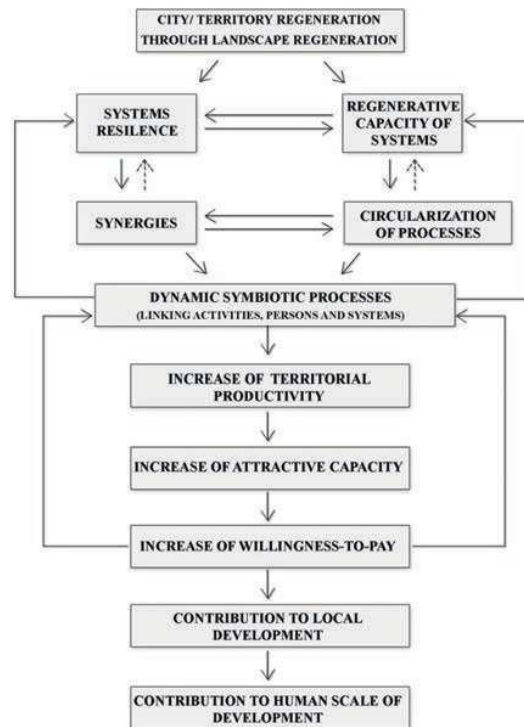 CITY/ TERRITORY REGENERATION
THROUGH LANDSCAPE REGENERATION
SYSTEMS
RESILENCE
REGENERATIVE
CAPACITY OF
SYSTEMS
SYNERGIES
CIRCULARIZATION
OF PROCESSES
DYNAMIC SYMBIOTIC PROCESSES
(LINKING ACTIVITIES, PERSONS AND SYSTEMS)
INCREASE OF TERRITORIAL
PRODUCTIVITY
INCREASE OF ATTRACTIVE CAPACITY
INCREASE OF WILLINGNESS-TO-PAY
CONTRIBUTION TO LOCAL
DEVELOPMENT
CONTRIBUTION TO HUMAN SCALE OF
DEVELOPMENT